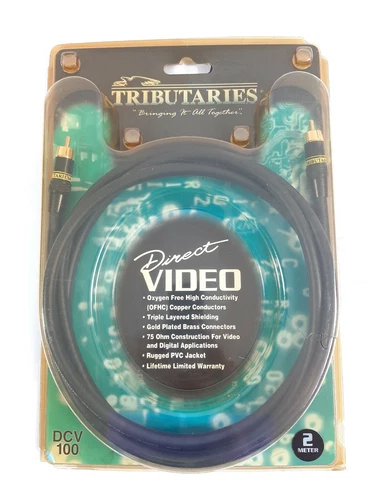 TRIBUTARIES®
"Bringing It All Together".
TRIBUTARIES
Direct
VIDEO
• Oxygen Free High Conductivity
(OFHC) Copper Conductors
• Triple Layered Shielding
• Gold Plated Brass Connectors
• 75 Ohm Construction For Video
and Digital Applications
• Rugged PVC Jacket
• Lifetime Limited Warranty
DCV
100
2
METER